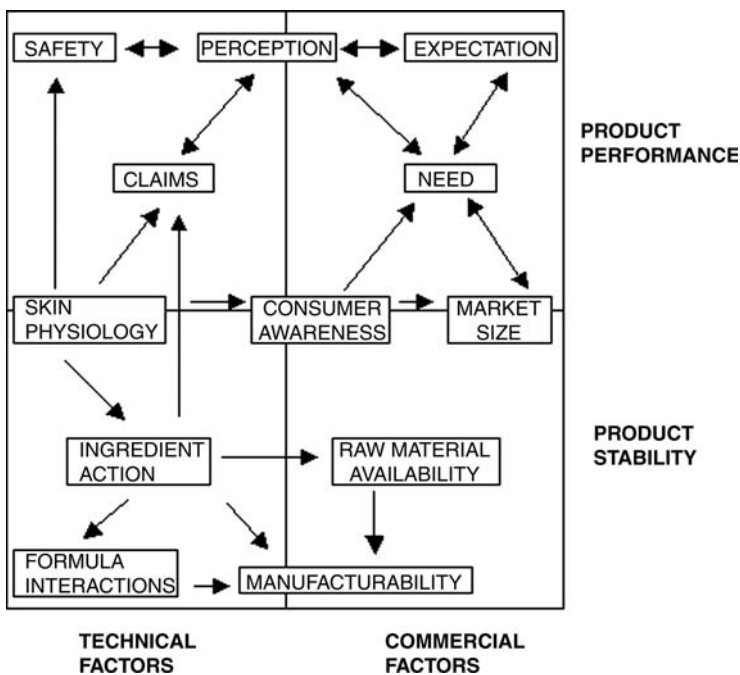 SAFETY
PERCEPTION
EXPECTATION
PRODUCT
PERFORMANCE
CLAIMS
NEED
SKIN
PHYSIOLOGY
CONSUMER
AWARENESS
MARKET
SIZE
INGREDIENT
ACTION
RAW MATERIAL
AVAILABILITY
PRODUCT
STABILITY
FORMULA
INTERACTIONS
MANUFACTURABILITY
TECHNICAL
FACTORS
COMMERCIAL
FACTORS